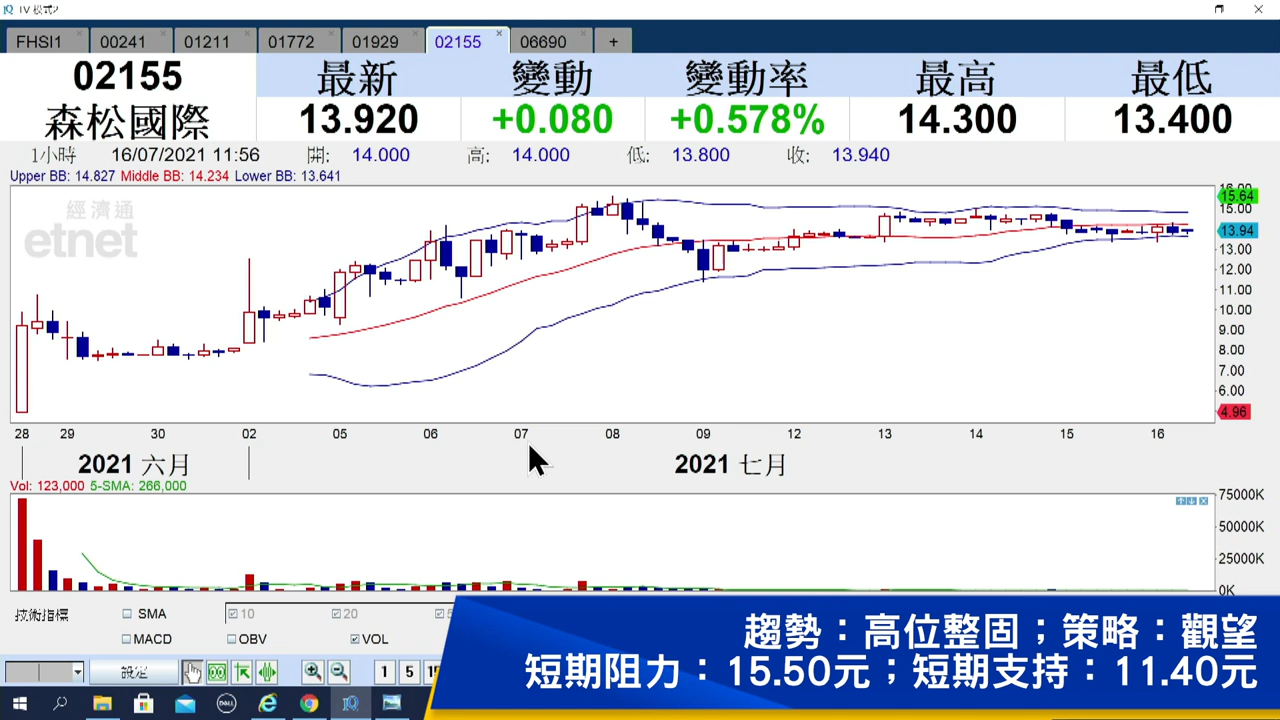 TV 模式2
FHSI1 00241 01211 01772 01929 02155 06690 +
02155 最新 變動 變動率 最高 最低
森松國際 13.920 +0.080 +0.578% 14.300 13.400
1小時 16/07/2021 11:56 開: 14.000 高: 14.000 低: 13.800 收: 13.940
Upper BB: 14.827 Middle BB: 14.234 Lower BB: 13.641
經濟通
etnet
15.64
15.00
13.94
13.00
12.00
11.00
10.00
9.00
8.00
7.00
6.00
4.96
28 29 30 02 05 06 07 08 09 12 13 14 15 16
2021 六月 2021 七月
Vol: 123,000 5-SMA: 266,000
75000K
50000K
25000K
0K
技術指標 SMA 10 20
MACD OBV VOL
設定 1 5
趨勢：高位整固；策略：觀望
短期阻力：15.50元；短期支持：11.40元
DELL